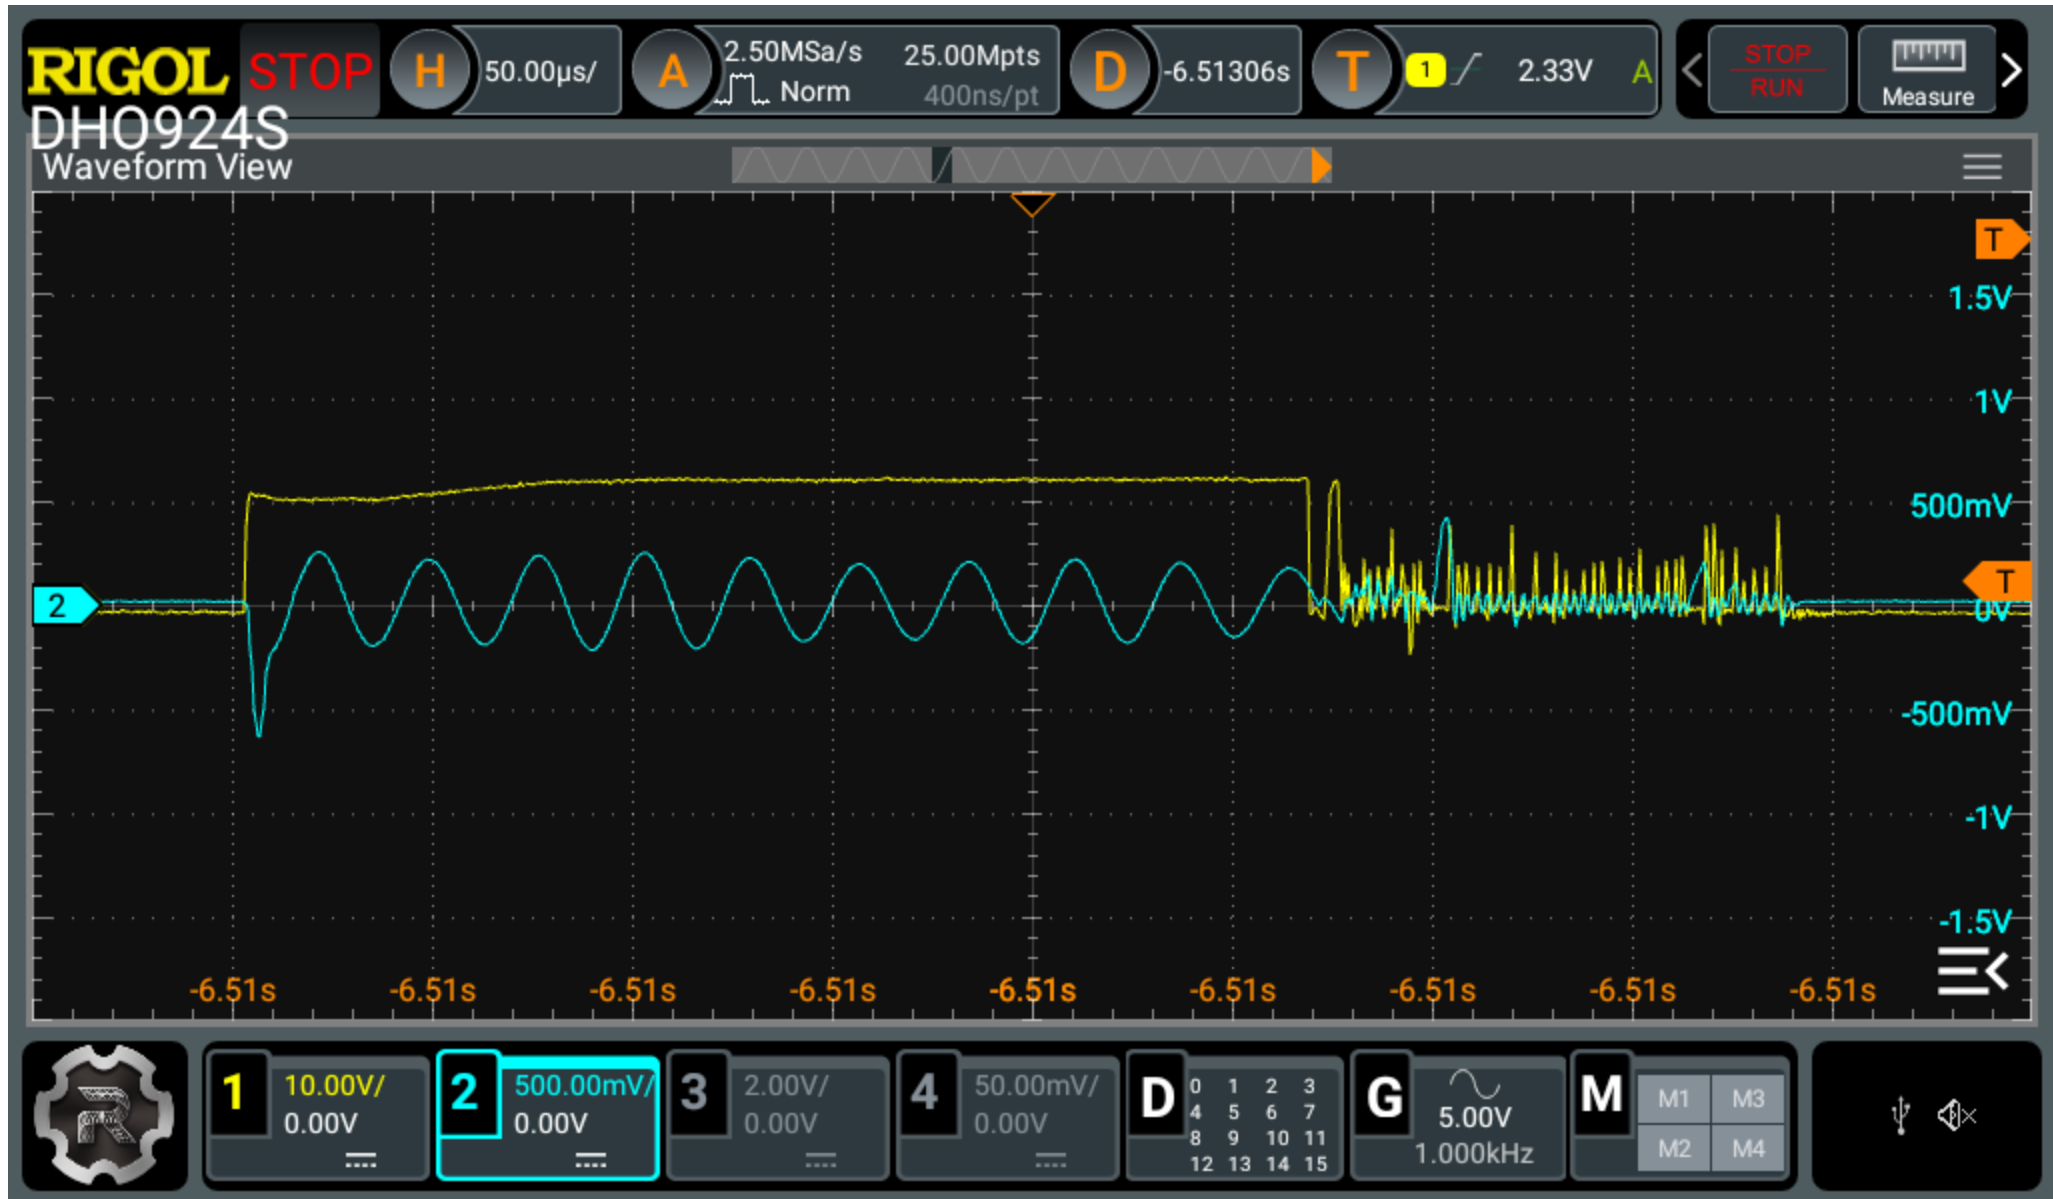 RIGOL STOP H 50.00µs/ A 2.50MSa/s 25.00Mpts D -6.51306s T 1 2.33V A STOP
Norm 400ns/pt RUN Measure
DHO924S
Waveform View
T
1.5V
1V
500mV
2 T
0V
-500mV
-1V
-1.5V
-6.51s -6.51s -6.51s -6.51s -6.51s -6.51s -6.51s -6.51s -6.51s
1 10.00V/ 2 500.00mV/ 3 2.00V/ 4 50.00mV/ D 0 1 2 3 G 5.00V M M1 M3
0.00V 0.00V 0.00V 0.00V 4 5 6 7 1.000kHz M2 M4
8 9 10 11
12 13 14 15
R